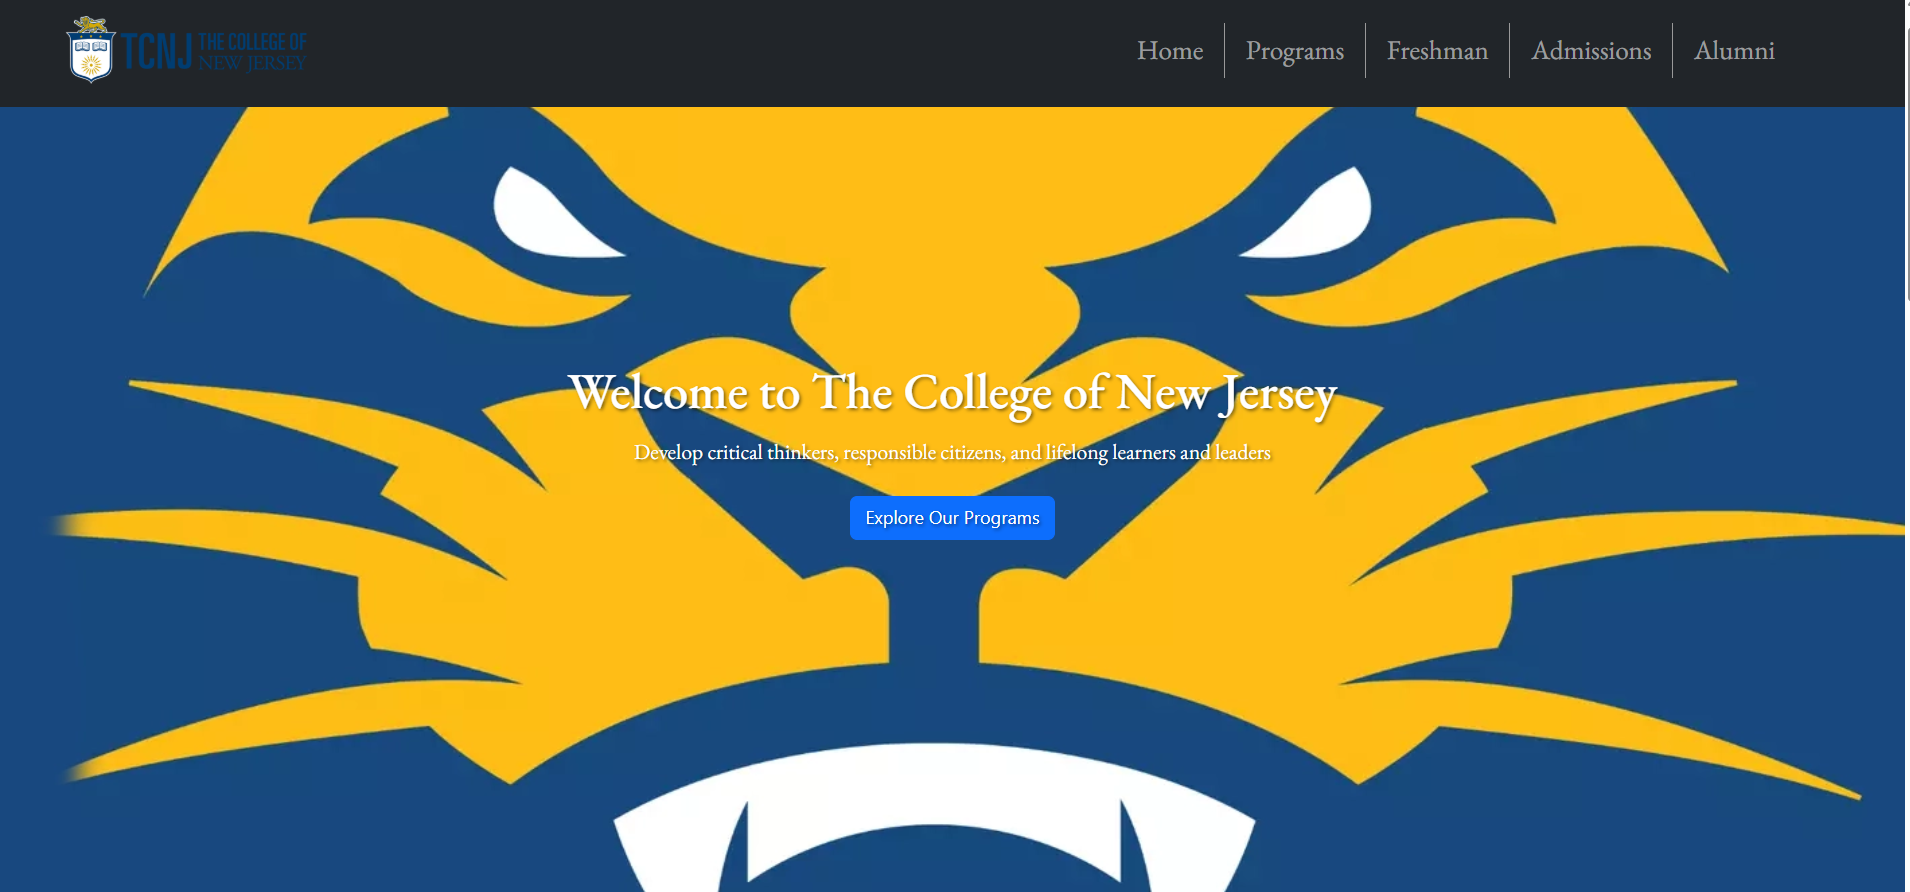 TCNJ THE COLLEGE OF
NEW JERSEY
Home
Programs
Freshman
Admissions
Alumni
Welcome to The College of New Jersey
Develop critical thinkers, responsible citizens, and lifelong learners and leaders
Explore Our Programs